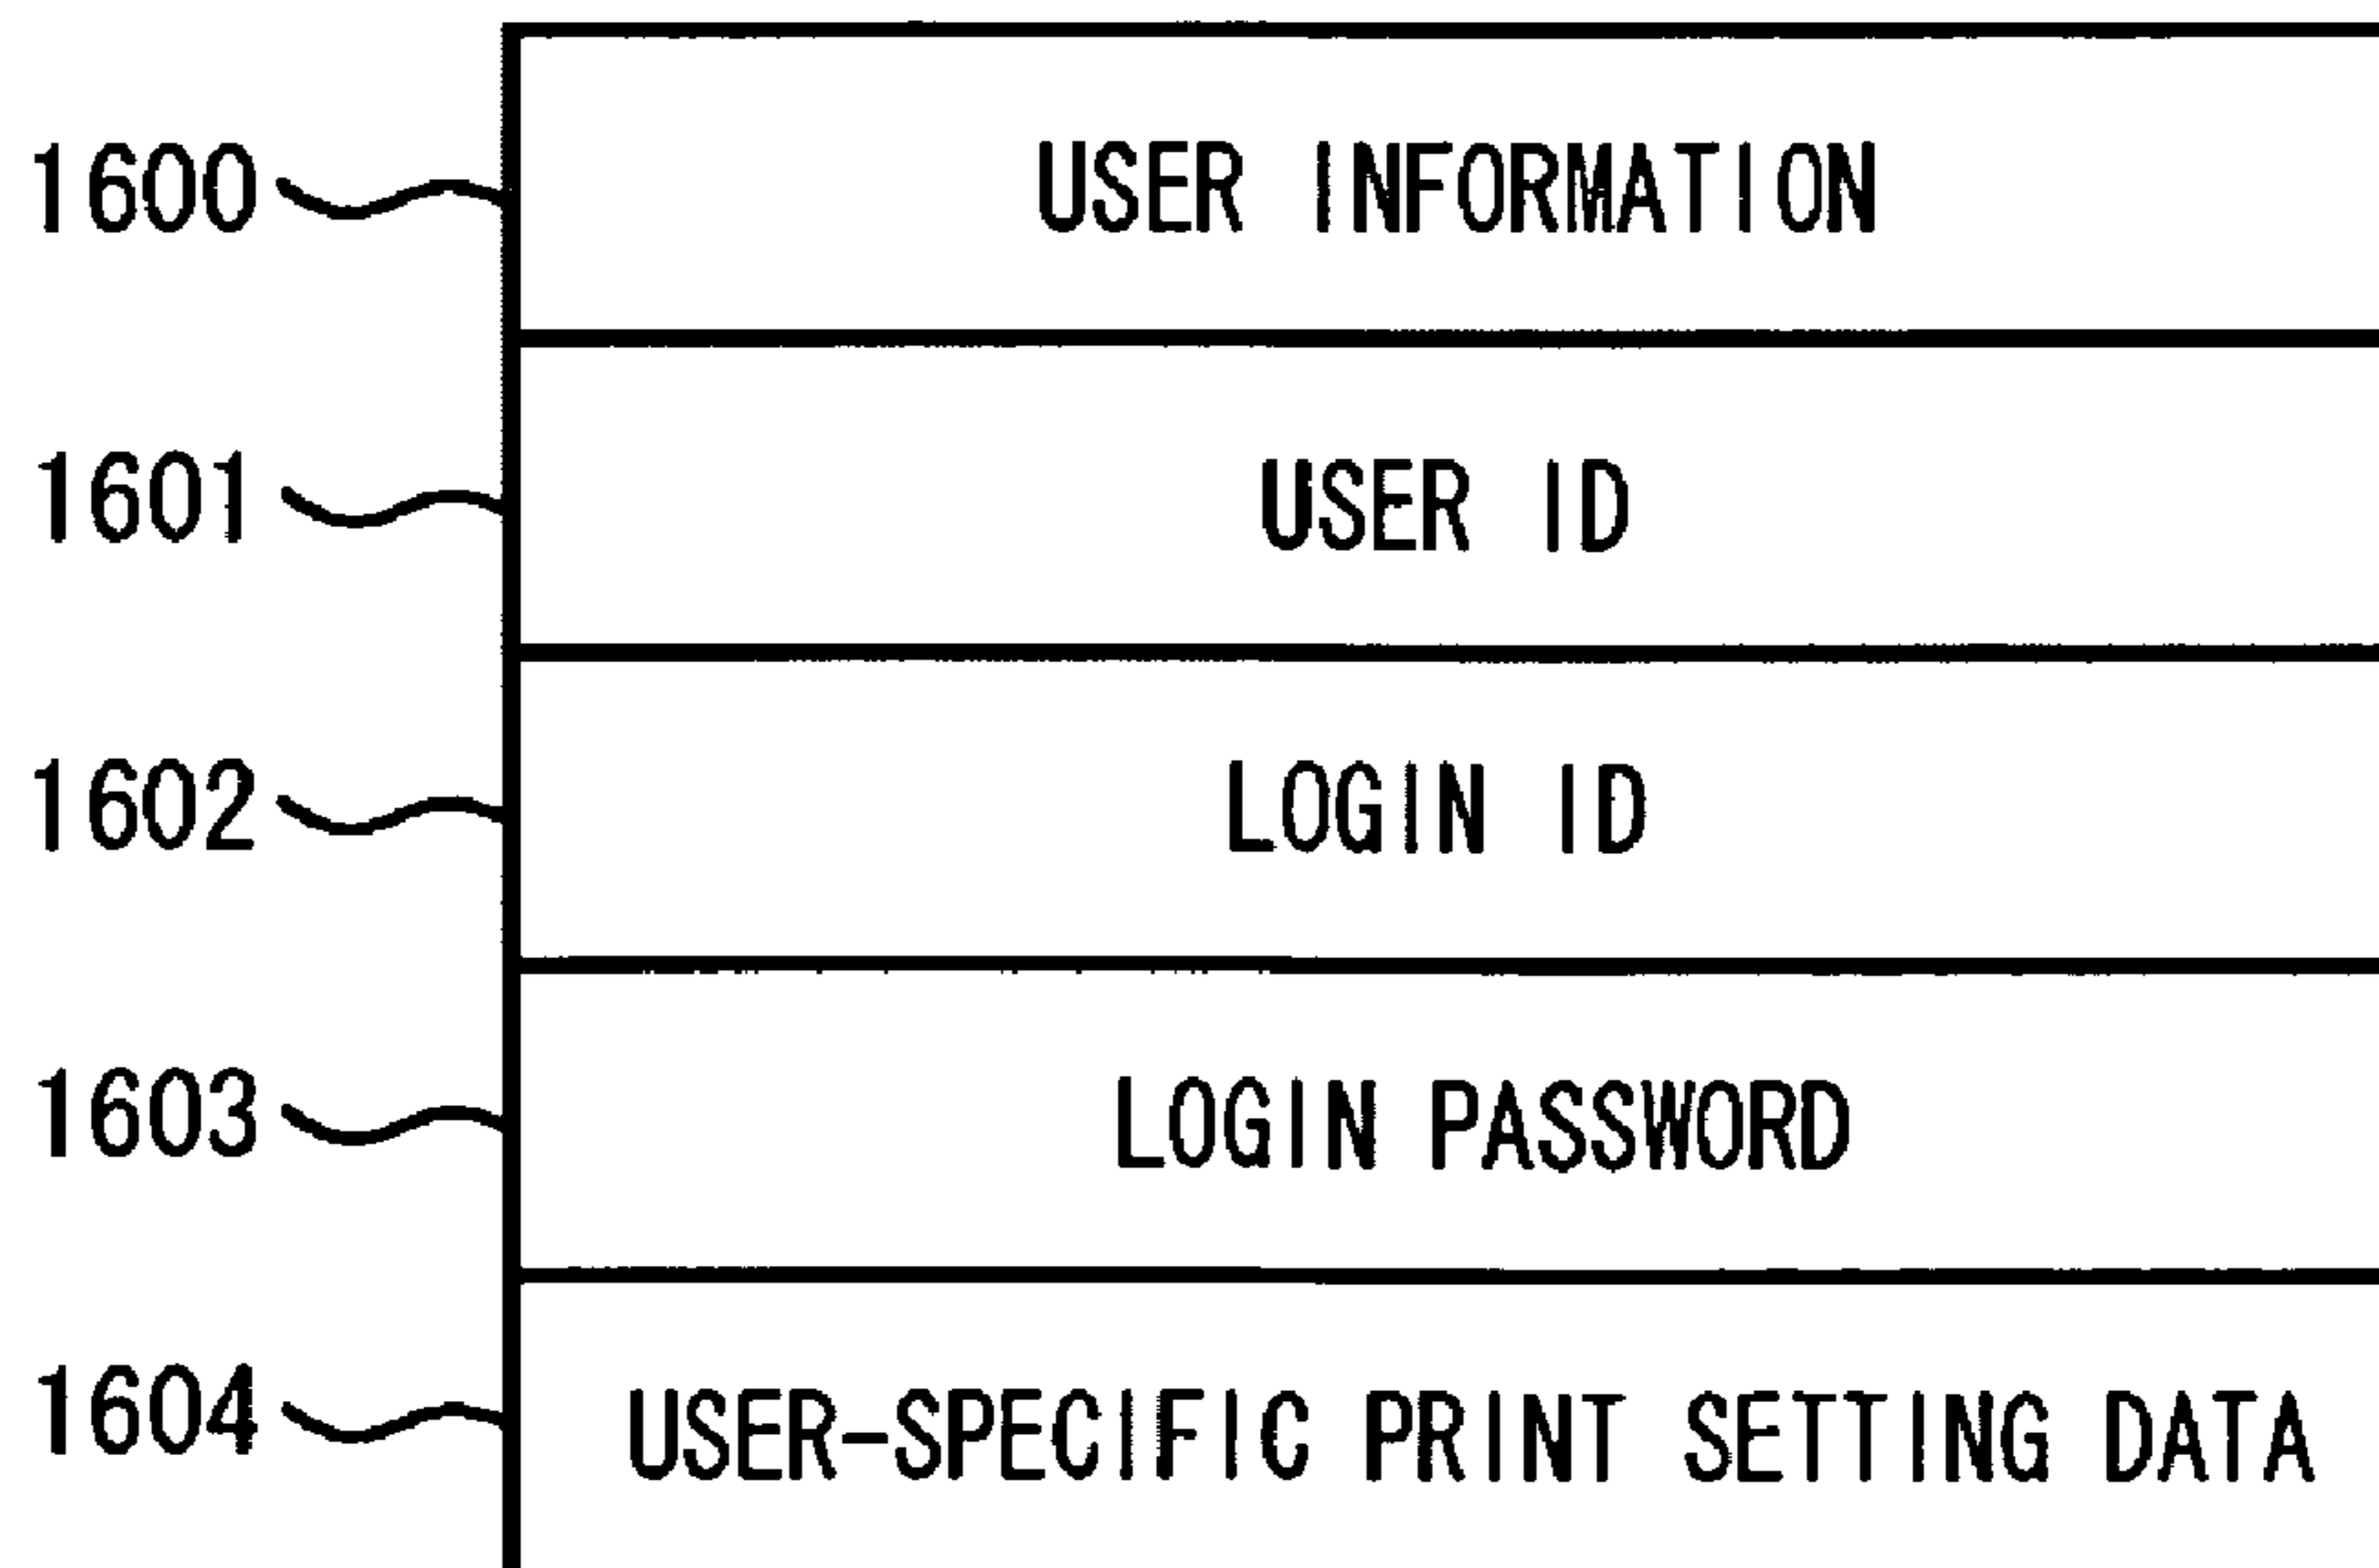 1600 USER INFORMATION
1601 USER ID
1602 LOGIN ID
1603 LOGIN PASSWORD
1604 USER-SPECIFIC PRINT SETTING DATA